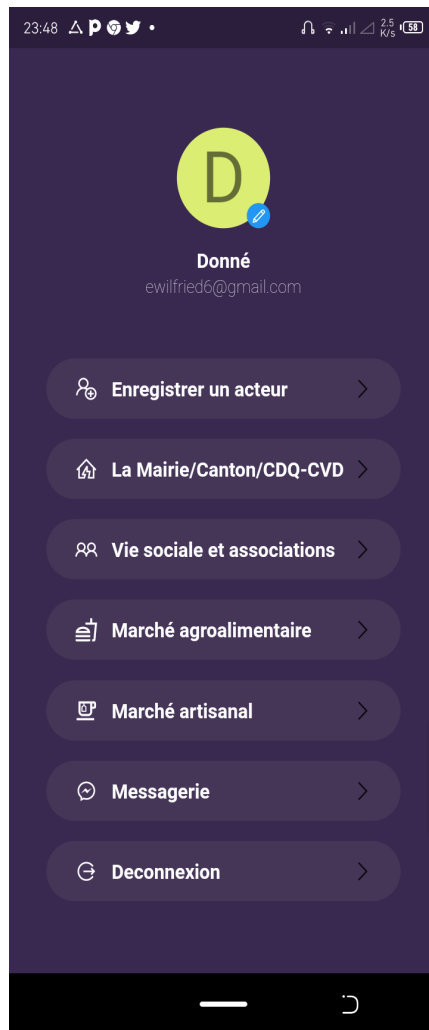 23:48
2.5
K/s
58
D
Donné
ewilfried6@gmail.com
Enregistrer un acteur
La Mairie/Canton/CDQ-CVD
Vie sociale et associations
Marché agroalimentaire
Marché artisanal
Messagerie
Deconnexion